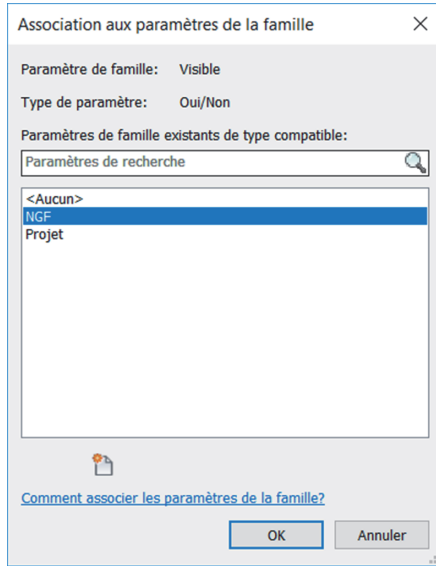 Association aux paramètres de la famille
Paramètre de famille: Visible
Type de paramètre: Oui/Non
Paramètres de famille existants de type compatible:
Paramètres de recherche
<Aucun>
NGF
Projet
Comment associer les paramètres de la famille?
OK Annuler